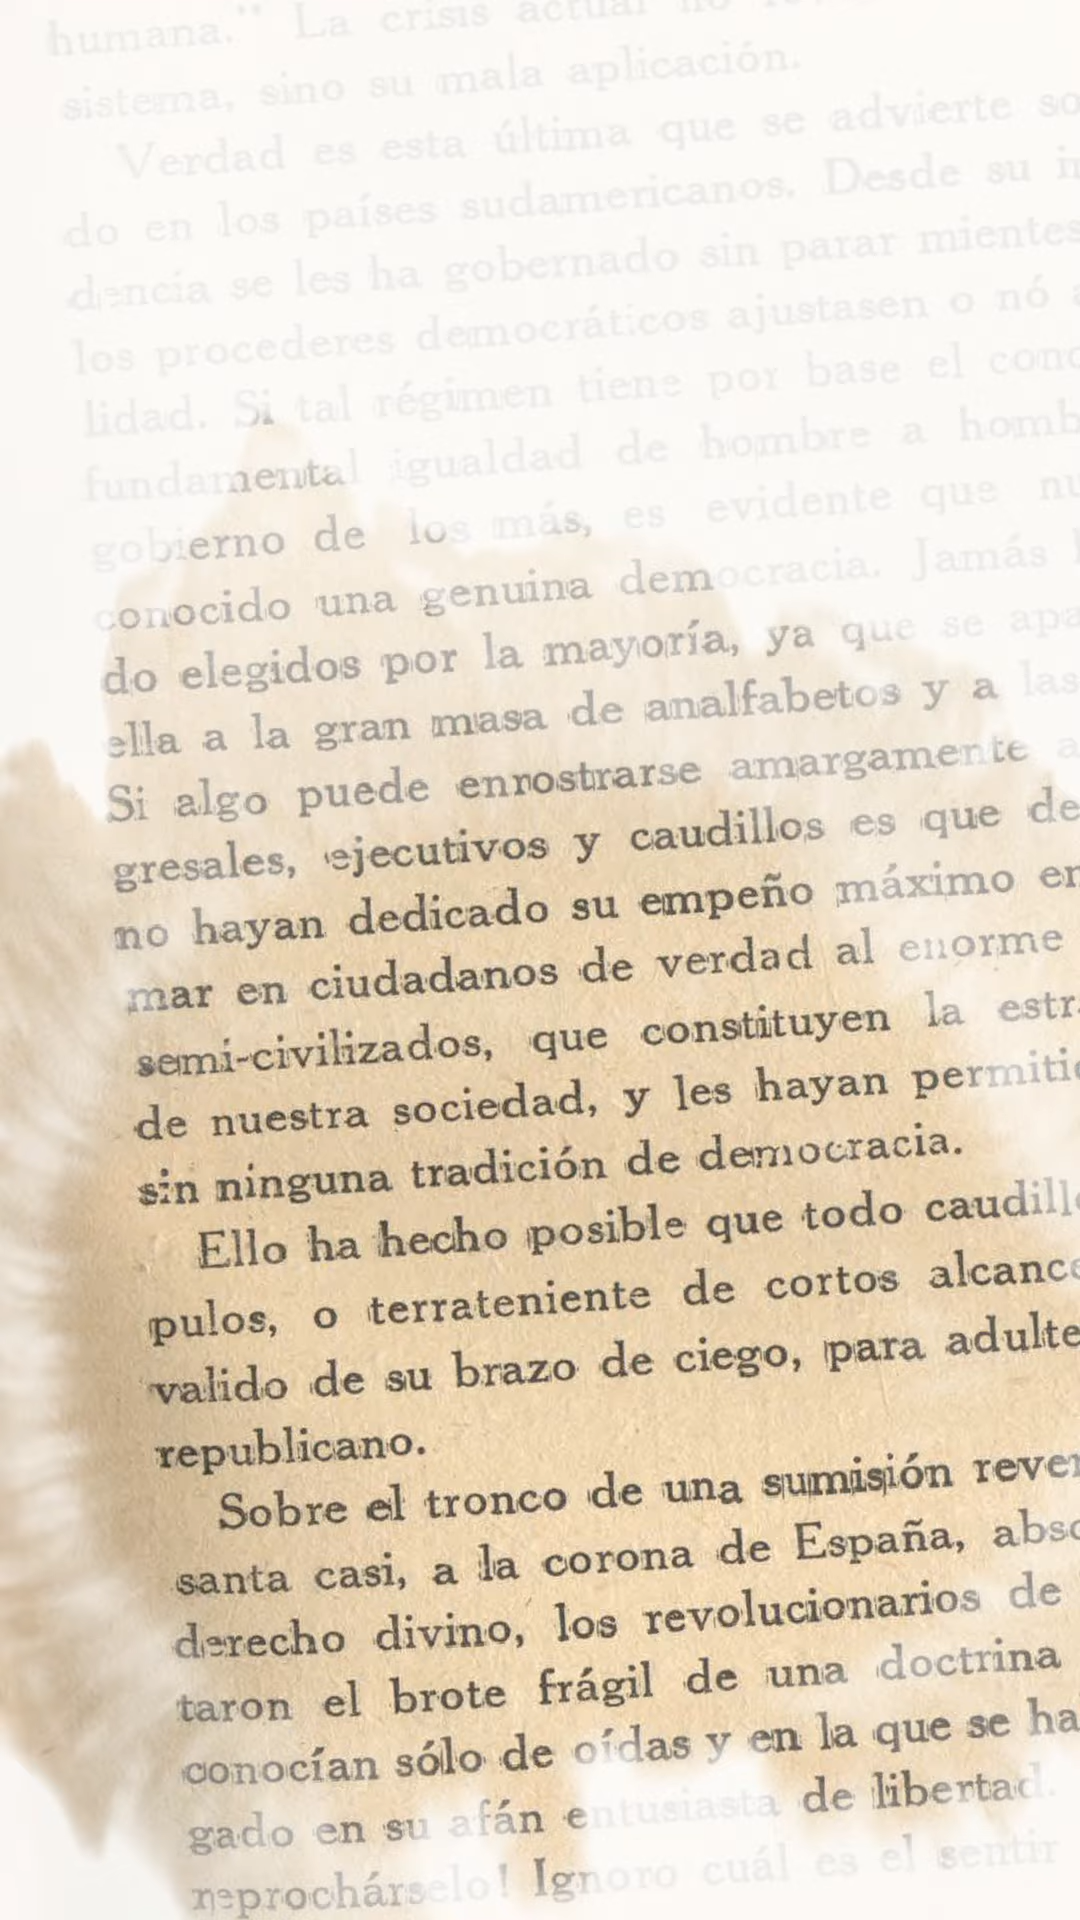 humana." La crisis actual no
sistema, sino su mala aplicación.
Verdad es esta última que se advierte so
do en los países sudamericanos. Desde su
dencia se les ha gobernado sin parar mientes
los procederes democráticos ajustasen o nó
lidad. Si tal régimen tiene por base el conc
fundamental igualdad de hombre a homb
gobierno de los más, es evidente que nu
conocido una genuina democracia. Jamás
do elegidos por la mayoría, ya que se apa
ella a la gran masa de analfabetos y a las
Si algo puede enrostrarse amargamente a
gresales, ejecutivos y caudillos es que de
no hayan dedicado su empeño máximo en
mar en ciudadanos de verdad al enorme
semi-civilizados, que constituyen la estr
de nuestra sociedad, y les hayan permiti
sin ninguna tradición de democracia.
Ello ha hecho posible que todo caudill
pulos, o terrateniente de cortos alcance
valido de su brazo de ciego, para adulte
republicano.
Sobre el tronco de una sumisión rever
santa casi, a la corona de España, abso
derecho divino, los revolucionarios de
taron el brote frágil de una doctrina
conocían sólo de oídas y en la que se ha
gado en su afán entusiasta de libertad.
reprochárselo! Ignoro cuál es el sentir